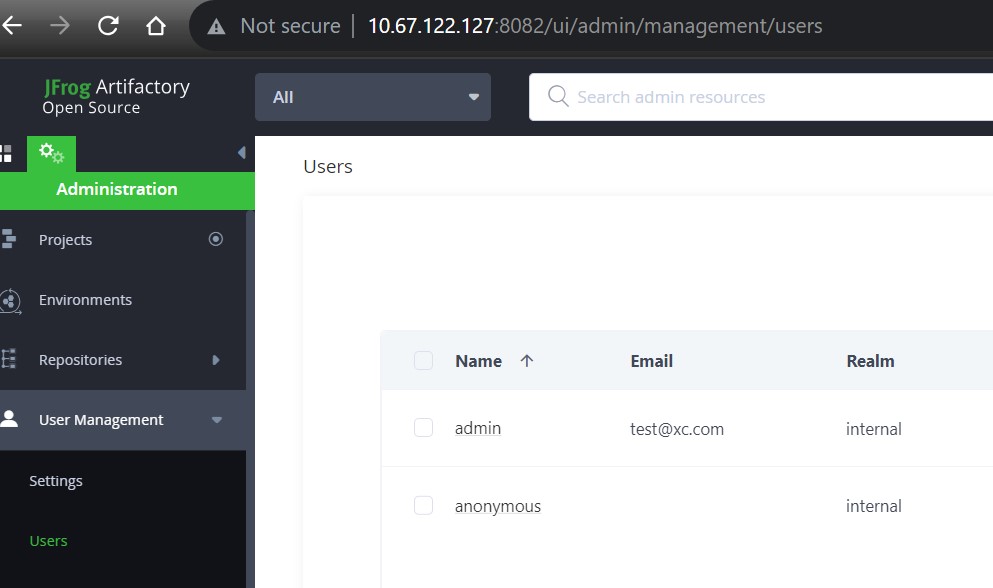 Not secure | 10.67.122.127:8082/ui/admin/management/users
JFrog Artifactory
Open Source
All
Search admin resources
Administration
Projects
Environments
Repositories
User Management
Settings
Users
Users
Name Email Realm
admin test@xc.com internal
anonymous internal